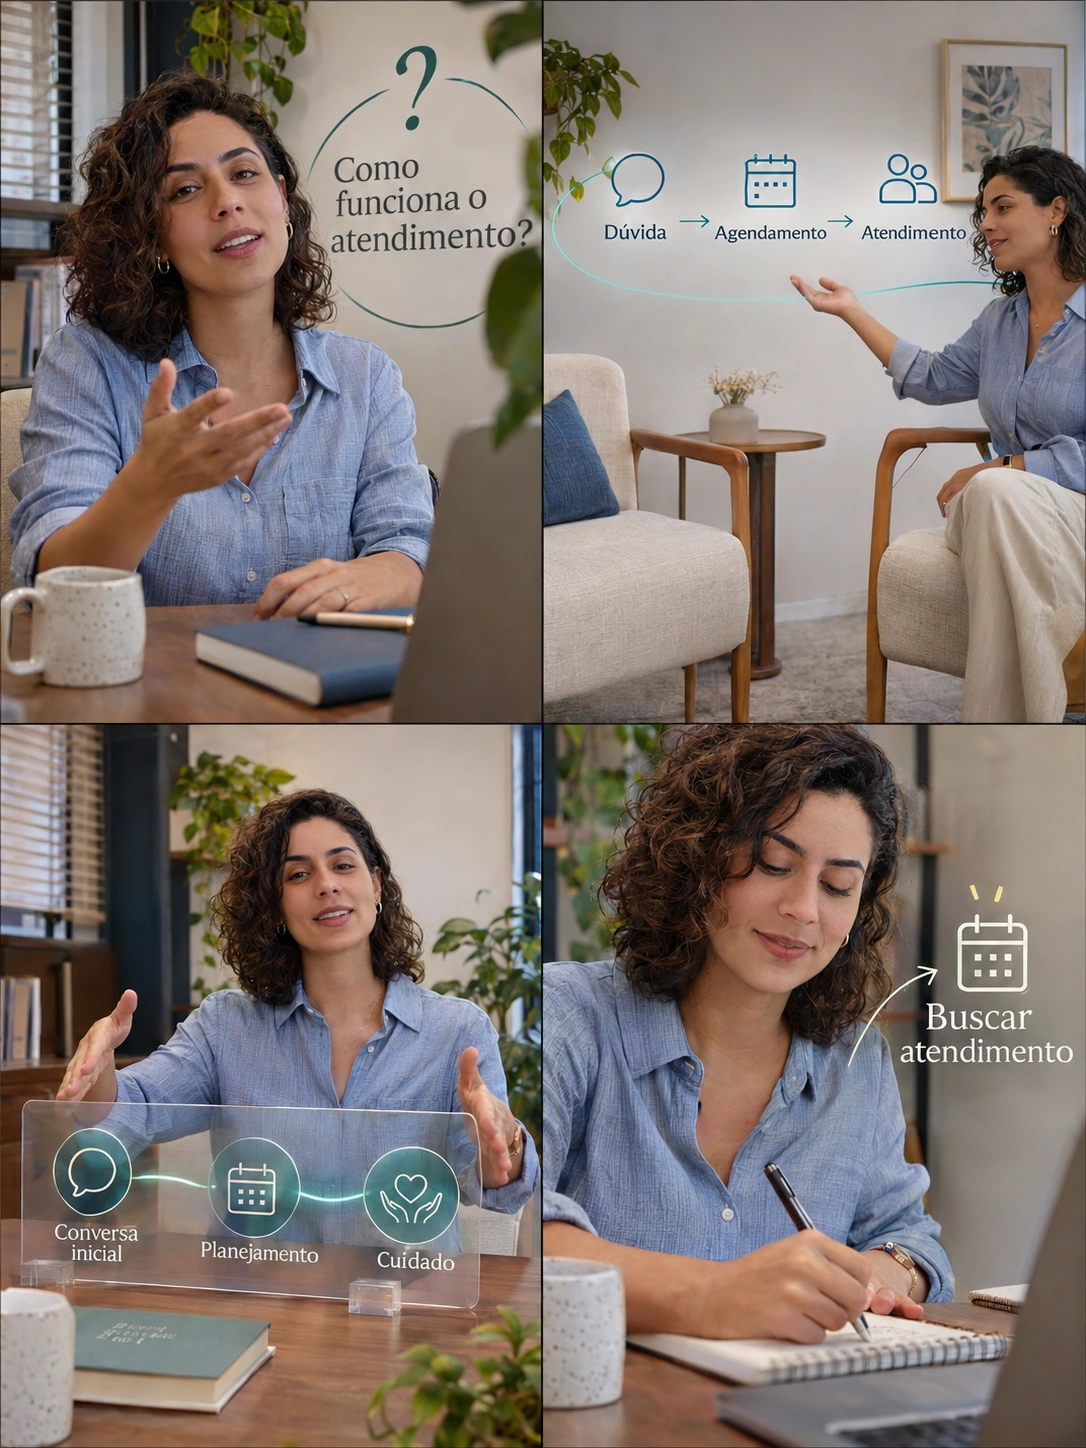 ?
Como
funciona o
atendimento?
Dúvida → Agendamento → Atendimento
Conversa
inicial
Planejamento
Cuidado
Buscar
atendimento